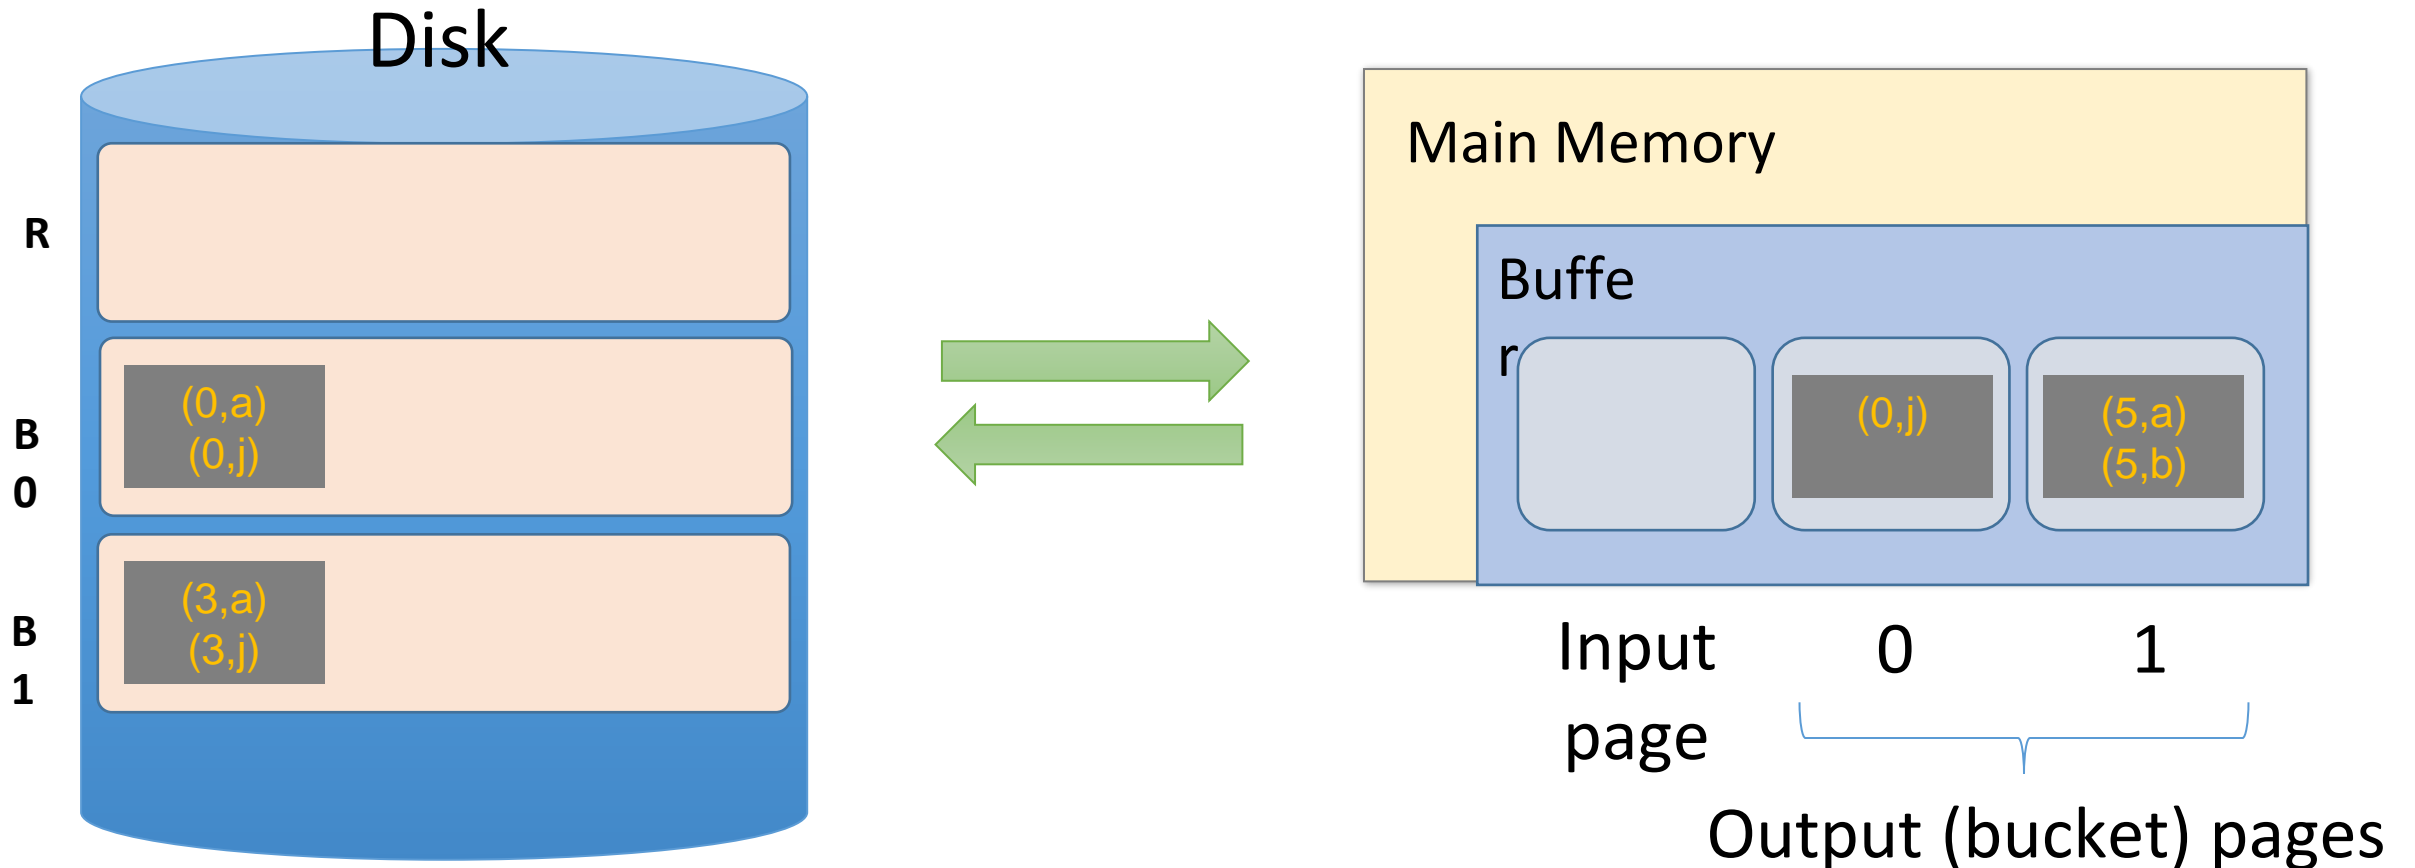 Disk
R
B
0
(0,a)
(0,j)
B
1
(3,a)
(3,j)
Main Memory
Buffe
r
(0,j)
(5,a)
(5,b)
Input
page
0
1
Output (bucket) pages